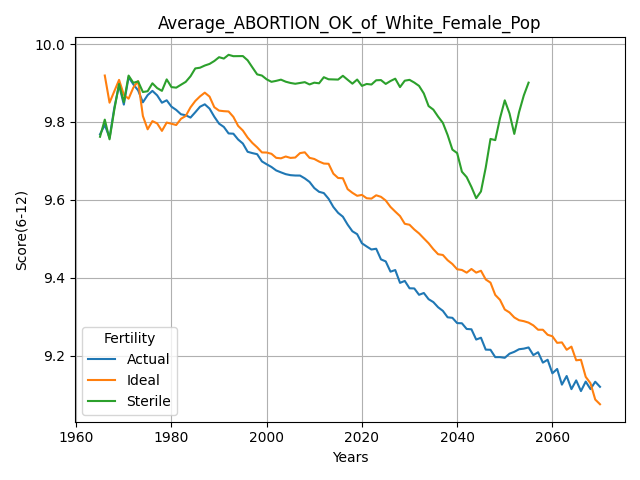 Average_ABORTION_OK_of_White_Female_Pop
10.0
9.8
9.6
9.4
9.2
Score(6-12)
Fertility
Actual
Ideal
Sterile
1960 1980 2000 2020 2040 2060
Years